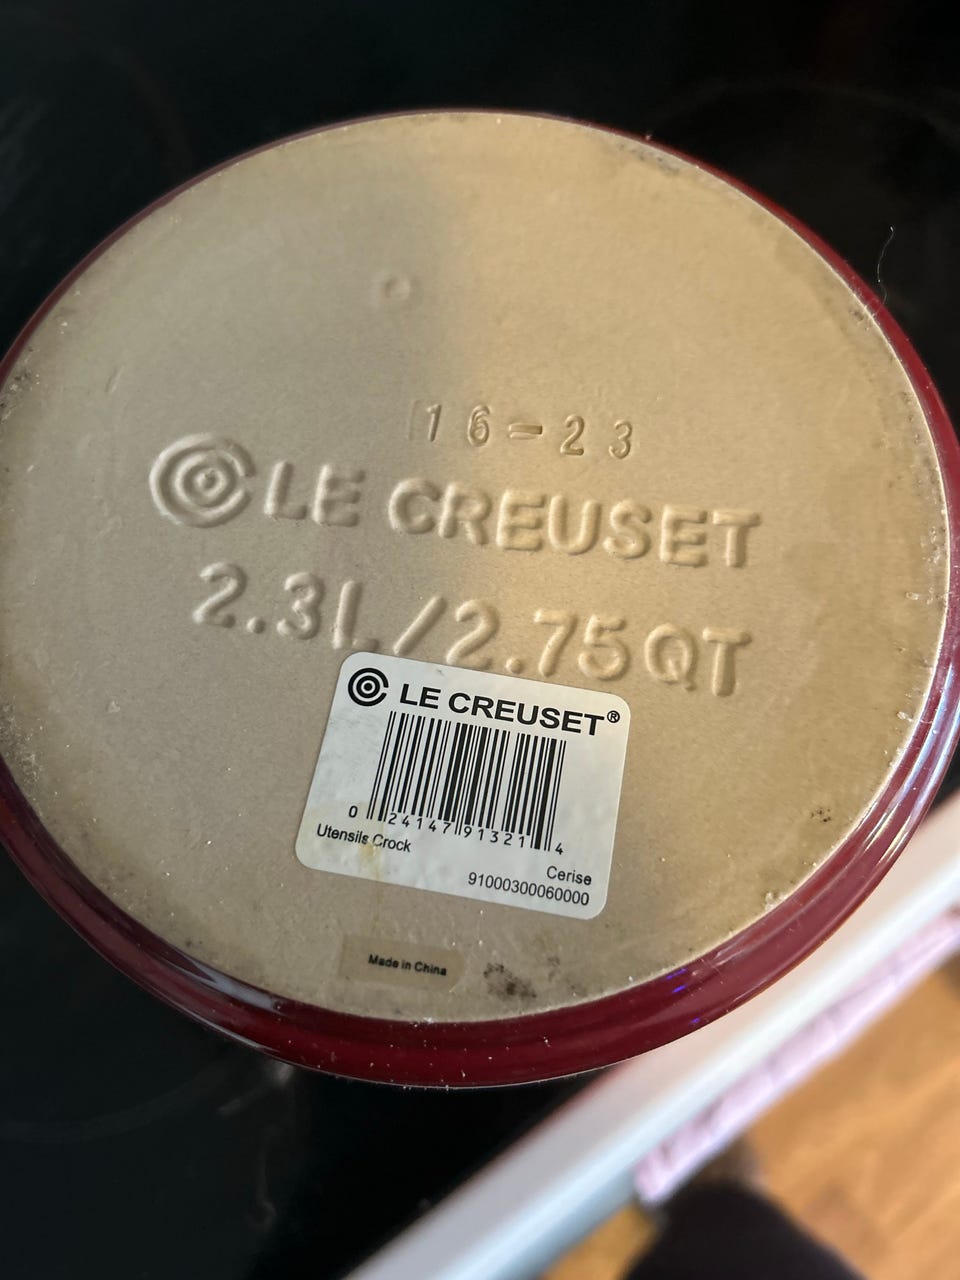 16-23
LE CREUSET
2.3L/2.75QT
LE CREUSET®
0 24147 91321 4
Utensils Crock
Cerise
91000300060000
Made in China